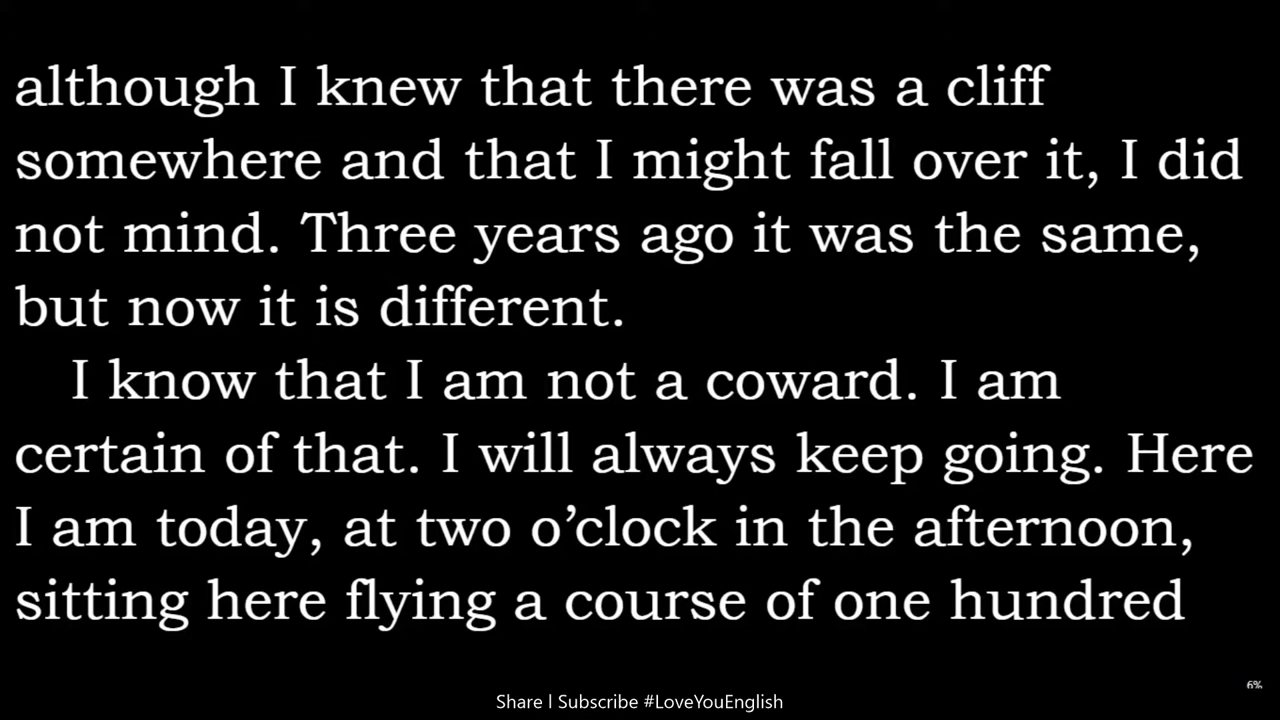 although I knew that there was a cliff
somewhere and that I might fall over it, I did
not mind. Three years ago it was the same,
but now it is different.
I know that I am not a coward. I am
certain of that. I will always keep going. Here
I am today, at two o’clock in the afternoon,
sitting here flying a course of one hundred
6%
Share | Subscribe #LoveYouEnglish